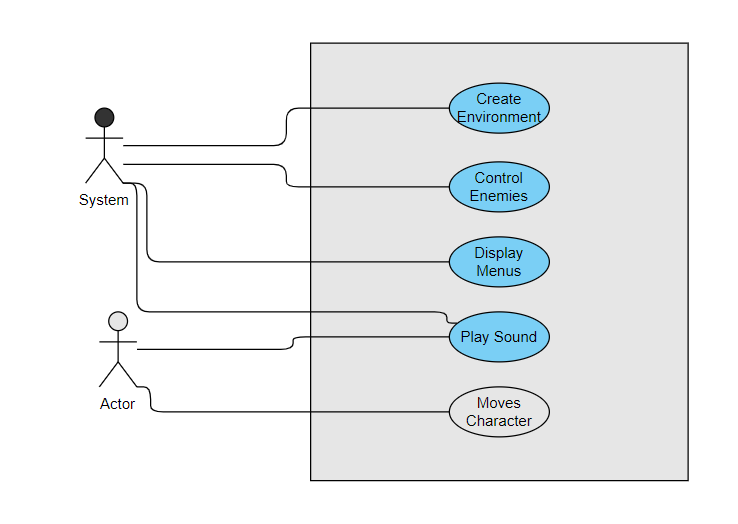 Create
Environment
Control
Enemies
System
Display
Menus
Play Sound
Actor
Moves
Character